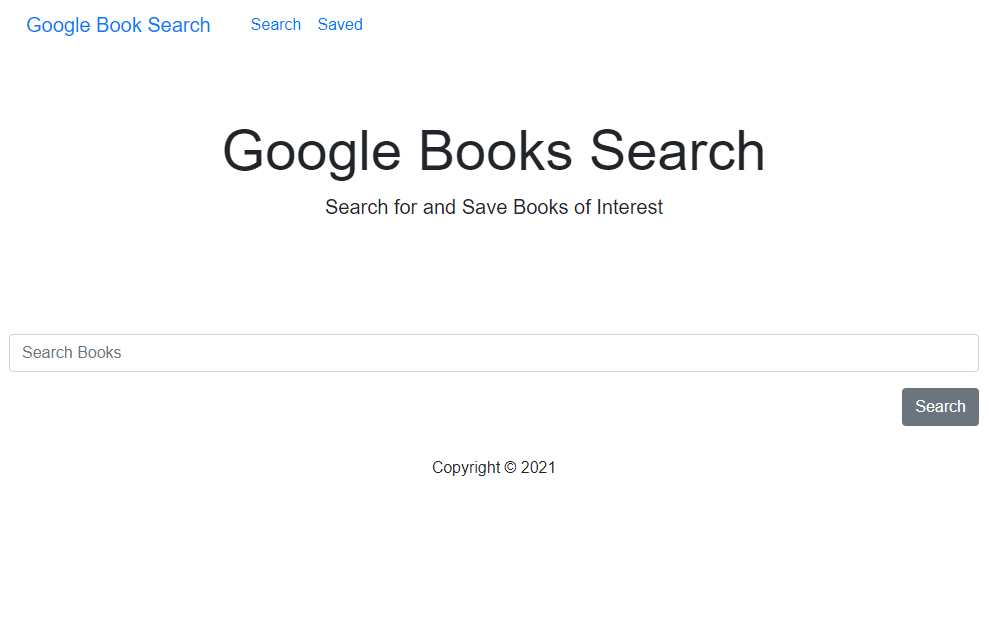 Google Book Search Search Saved
Google Books Search
Search for and Save Books of Interest
Search Books
Search
Copyright © 2021